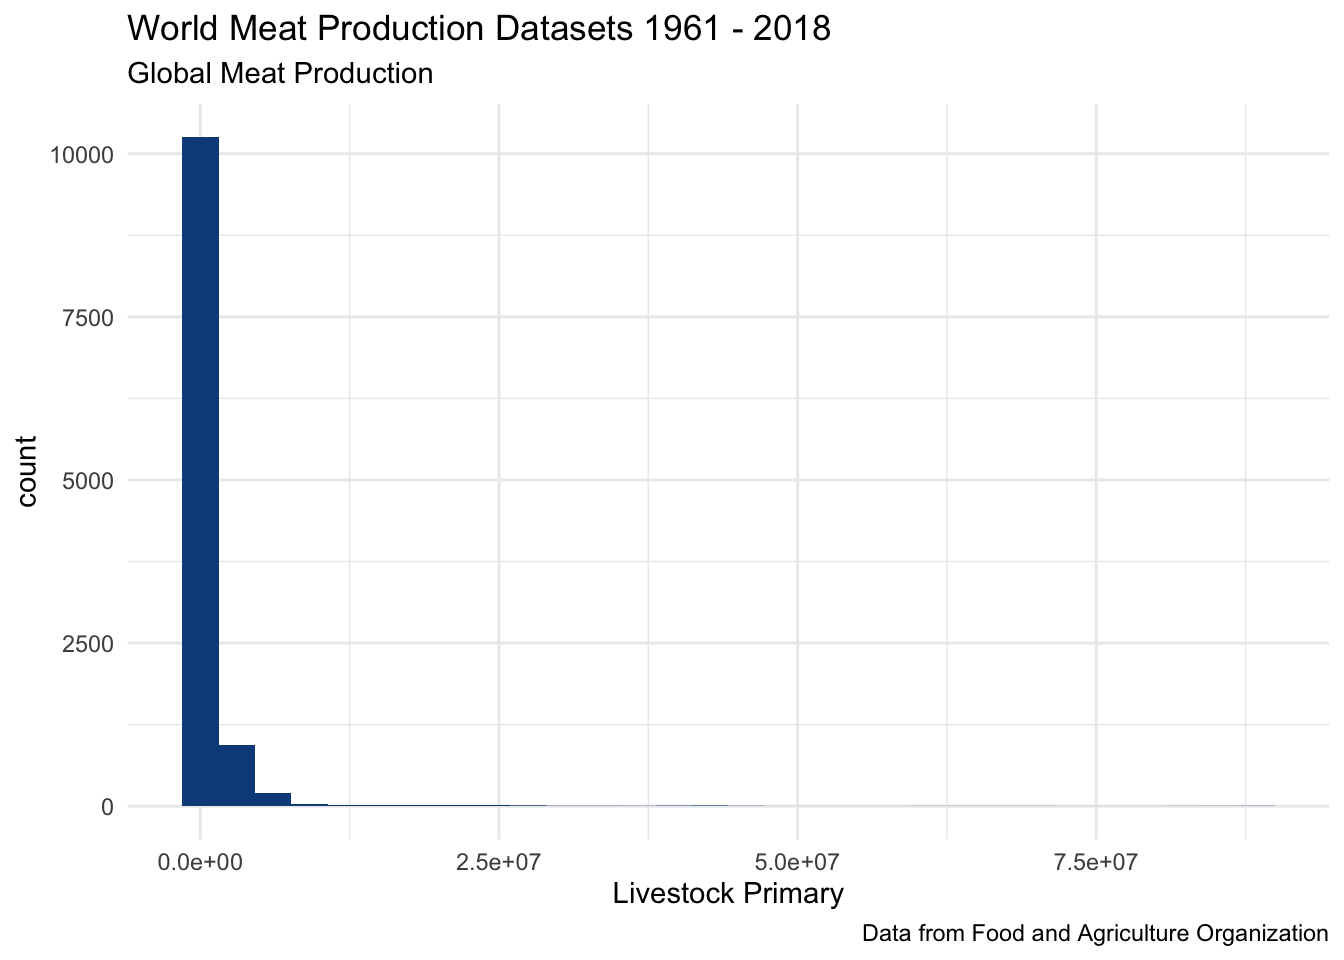 World Meat Production Datasets 1961 - 2018
Global Meat Production
10000
7500
5000
2500
0
count
0.0e+00 2.5e+07 5.0e+07 7.5e+07
Livestock Primary
Data from Food and Agriculture Organization